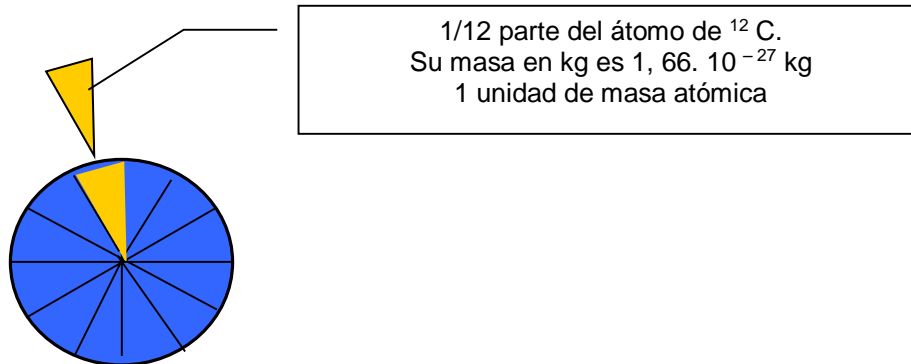 1/12 parte del átomo de ¹² C.
Su masa en kg es 1, 66. 10 ⁻ ²⁷ kg
1 unidad de masa atómica